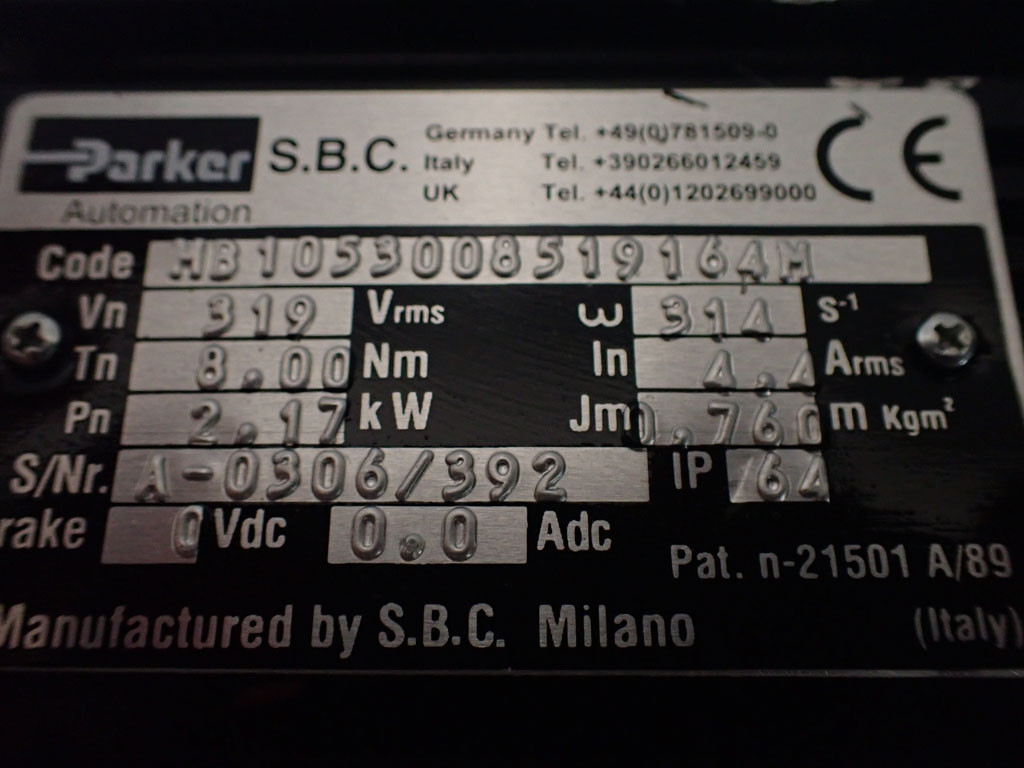 Parker
Automation
S.B.C.
Germany Tel. +49(0)781509-0
Italy Tel. +390266012459
UK Tel. +44(0)1202699000
CE
Code MB1053008519164M
Vn 319 Vrms ω 314 S-1
Tn 8.00 Nm In 4.4 Arms
Pn 2.17 kW Jm 0.760 m Kgm²
S/Nr. A-0306/392 IP 64
rake 0 Vdc 0.0 Adc
Pat. n-21501 A/89
Manufactured by S.B.C. Milano (Italy)